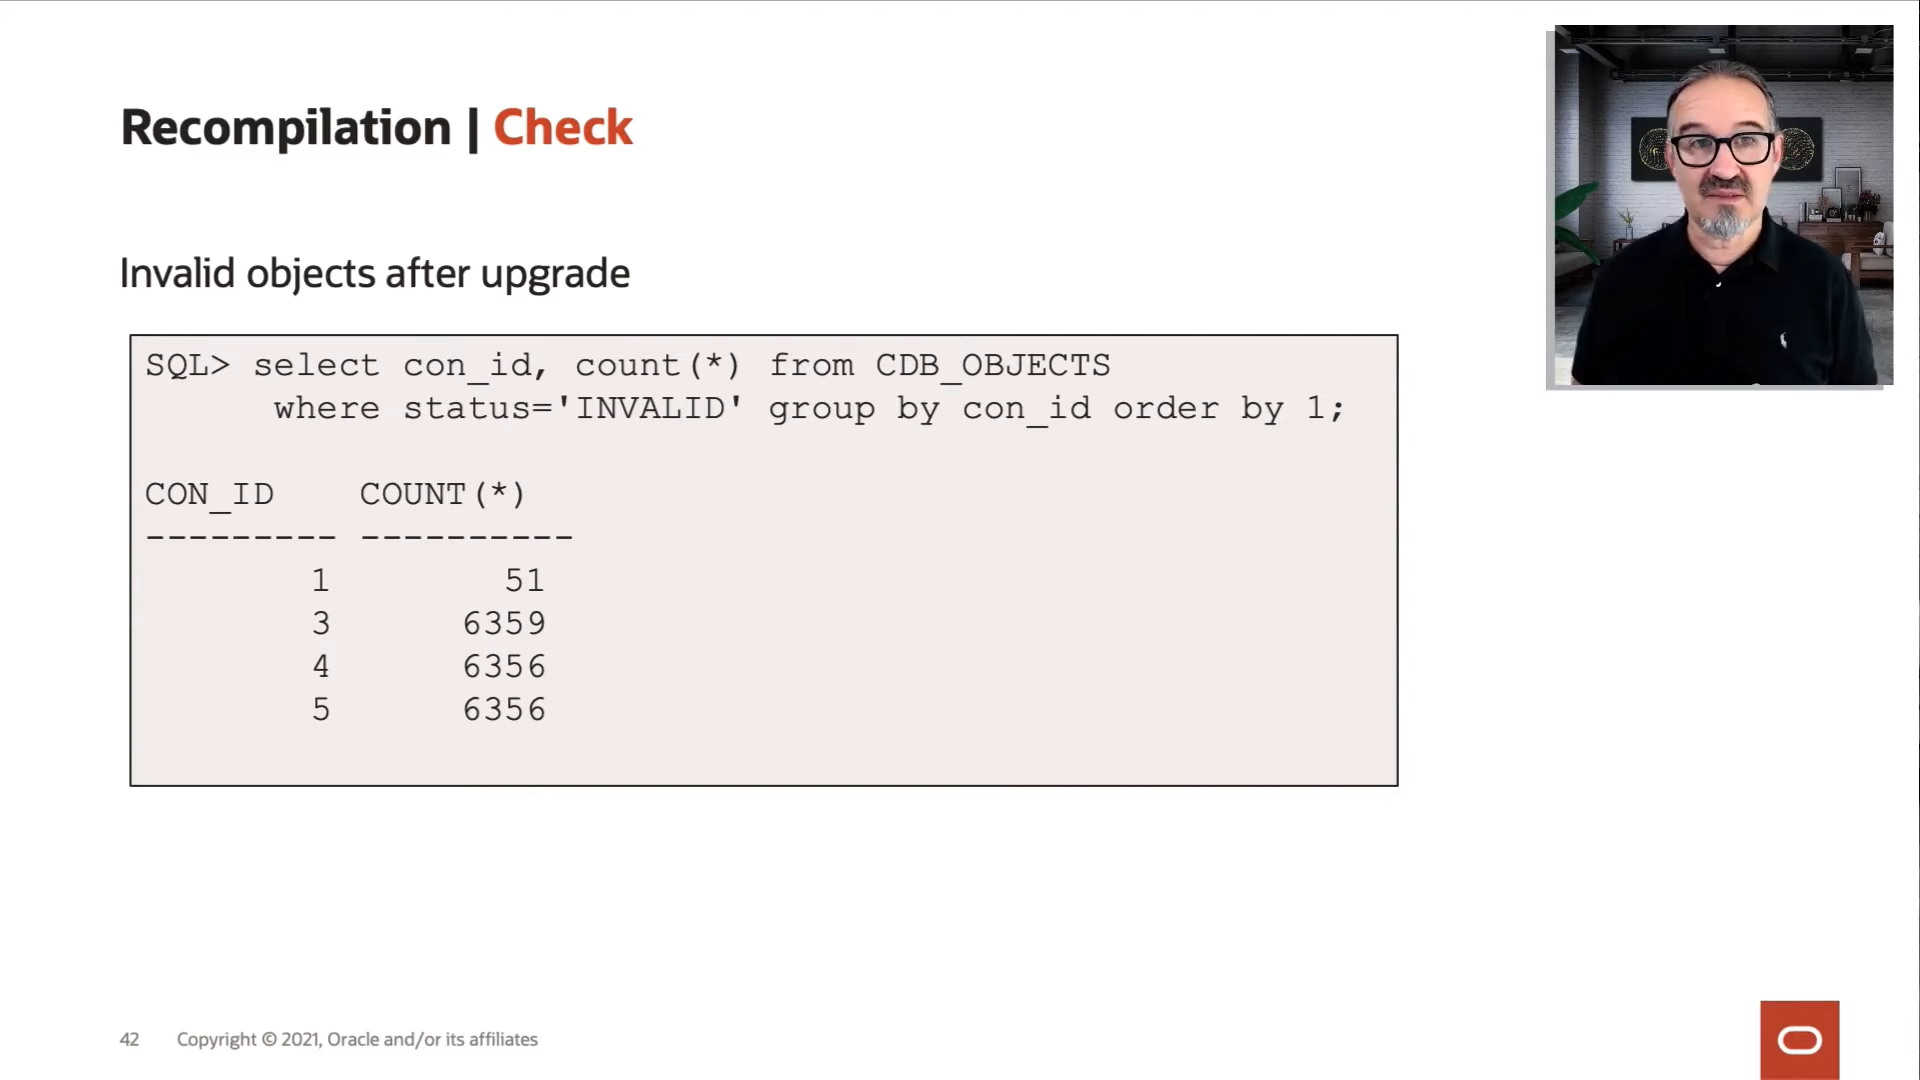 Recompilation | Check
Invalid objects after upgrade
SQL> select con_id, count(*) from CDB_OBJECTS
where status='INVALID' group by con_id order by 1;
CON_ID COUNT(*)
--------- ----------
1 51
3 6359
4 6356
5 6356
42 Copyright © 2021, Oracle and/or its affiliates